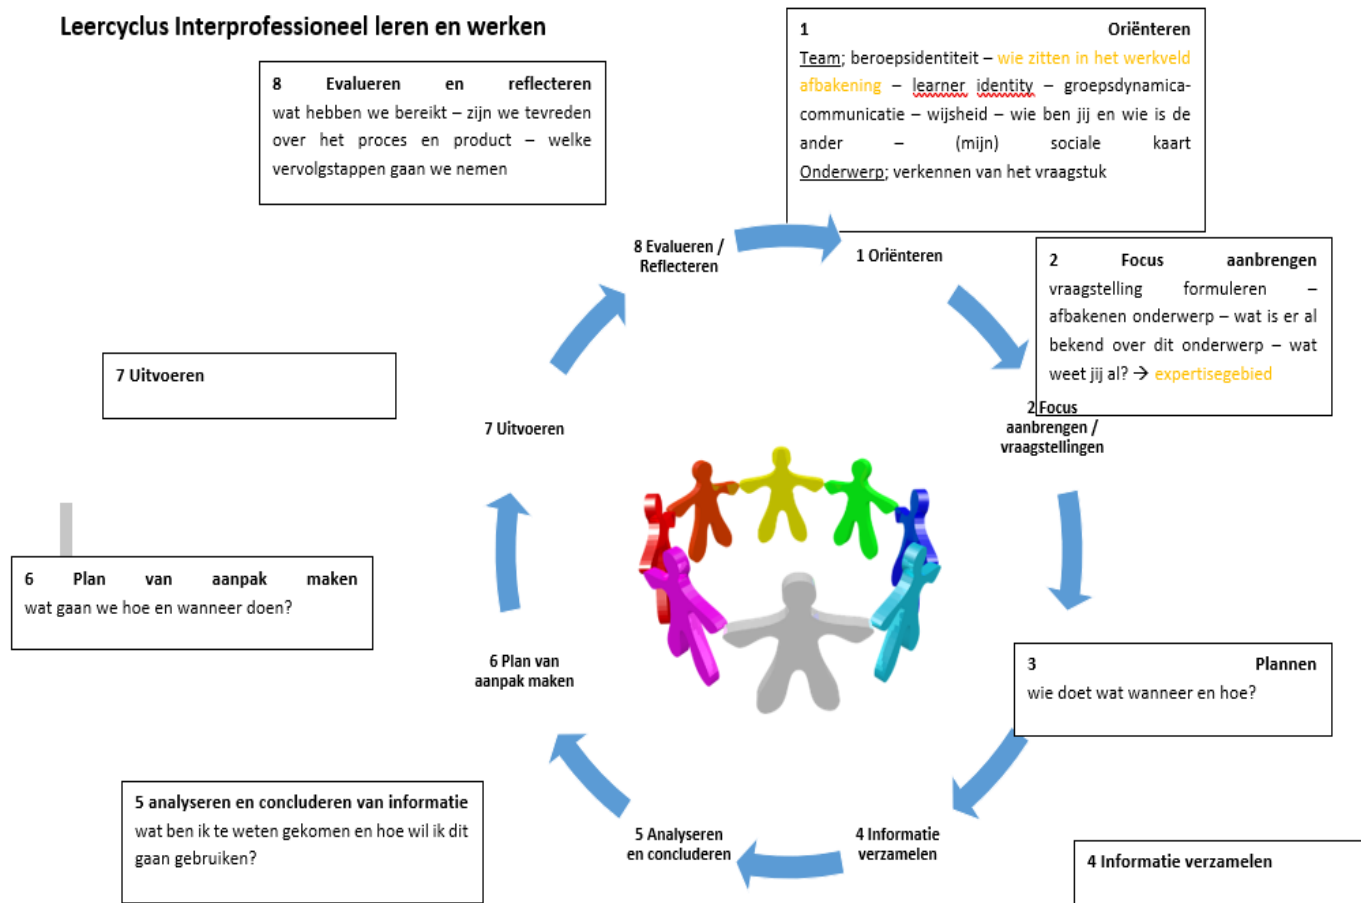 Leercyclus Interprofessioneel leren en werken
8 Evalueren en reflecteren
wat hebben we bereikt – zijn we tevreden
over het proces en product – welke
vervolgstappen gaan we nemen
1 Oriënteren
Team; beroepsidentiteit – wie zitten in het werkveld
afbakening – learner identity – groepsdynamica-
communicatie – wijsheid – wie ben jij en wie is de
ander – (mijn) sociale kaart
Onderwerp; verkennen van het vraagstuk
8 Evalueren /
Reflecteren
1 Oriënteren
2 Focus aanbrengen
vraagstelling formuleren –
afbakenen onderwerp – wat is er al
bekend over dit onderwerp – wat
weet jij al? → expertisegebied
7 Uitvoeren
2 Focus
aanbrengen /
vraagstellingen
7 Uitvoeren
6 Plan van aanpak maken
wat gaan we hoe en wanneer doen?
6 Plan van
aanpak maken
3 Plannen
wie doet wat wanneer en hoe?
5 analyseren en concluderen van informatie
wat ben ik te weten gekomen en hoe wil ik dit
gaan gebruiken?
5 Analyseren
en concluderen
4 Informatie
verzamelen
4 Informatie verzamelen